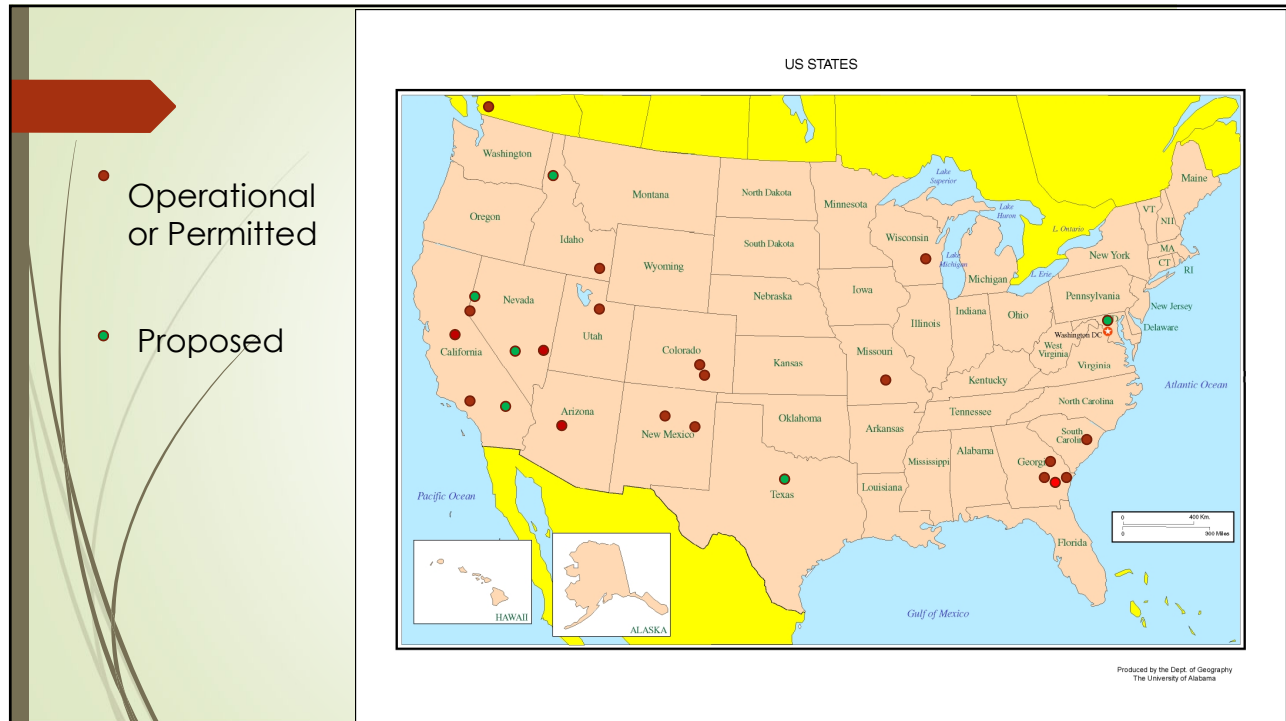 Operational
or Permitted
Proposed
US STATES
Washington
Oregon
Idaho
Montana
Wyoming
North Dakota
South Dakota
Nebraska
Minnesota
Wisconsin
Iowa
Illinois
Indiana
Ohio
Michigan
Lake
Superior
Lake
Huron
Lake
Michigan
L. Ontario
L. Erie
Maine
VT
NH
MA
CT
RI
New York
Pennsylvania
New Jersey
Delaware
Washington DC
West
Virginia
Virginia
Kentucky
North Carolina
Tennessee
South
Carolina
Georgia
Alabama
Mississippi
Florida
Louisiana
Arkansas
Missouri
Kansas
Oklahoma
Texas
Colorado
New Mexico
Utah
Arizona
Nevada
California
Pacific Ocean
Atlantic Ocean
Gulf of Mexico
HAWAII
ALASKA
0 400 Km.
0 300 Miles
Produced by the Dept. of Geography
The University of Alabama